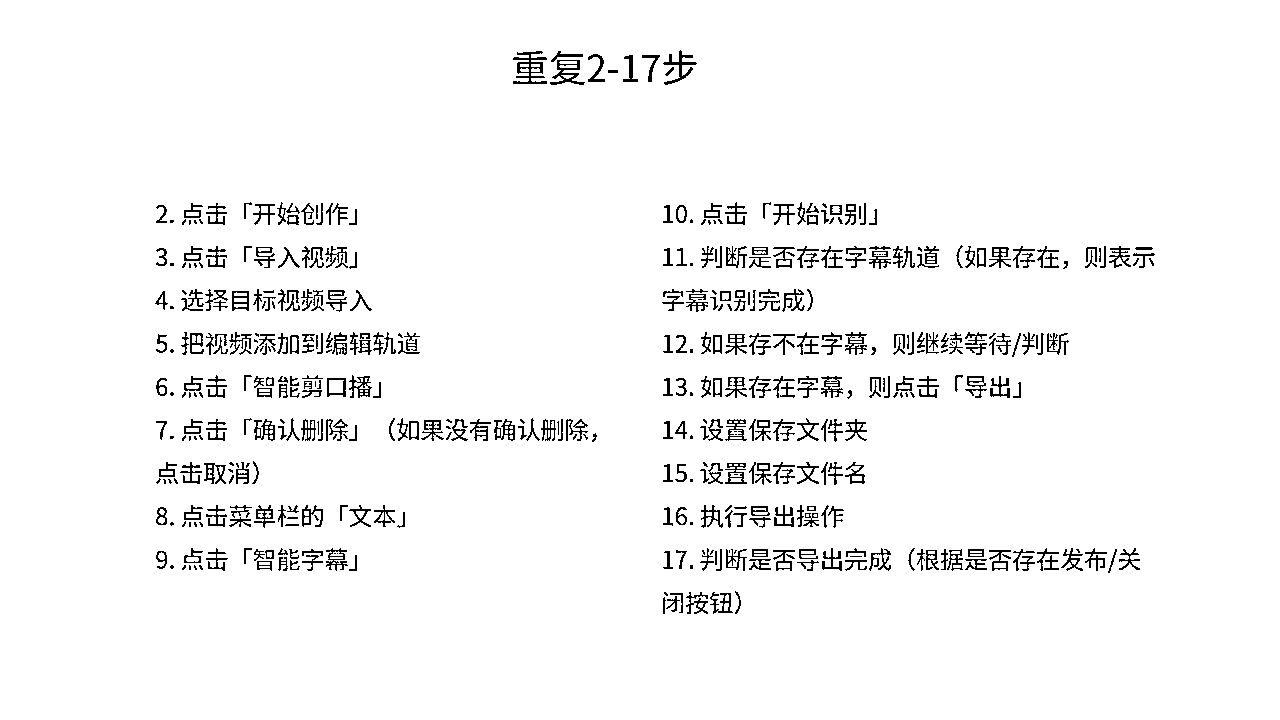 重复2-17步
2. 点击「开始创作」
3. 点击「导入视频」
4. 选择目标视频导入
5. 把视频添加到编辑轨道
6. 点击「智能剪口播」
7. 点击「确认删除」（如果没有确认删除，
点击取消）
8. 点击菜单栏的「文本」
9. 点击「智能字幕」
10. 点击「开始识别」
11. 判断是否存在字幕轨道（如果存在，则表示
字幕识别完成）
12. 如果存不在字幕，则继续等待/判断
13. 如果存在字幕，则点击「导出」
14. 设置保存文件夹
15. 设置保存文件名
16. 执行导出操作
17. 判断是否导出完成（根据是否存在发布/关
闭按钮）